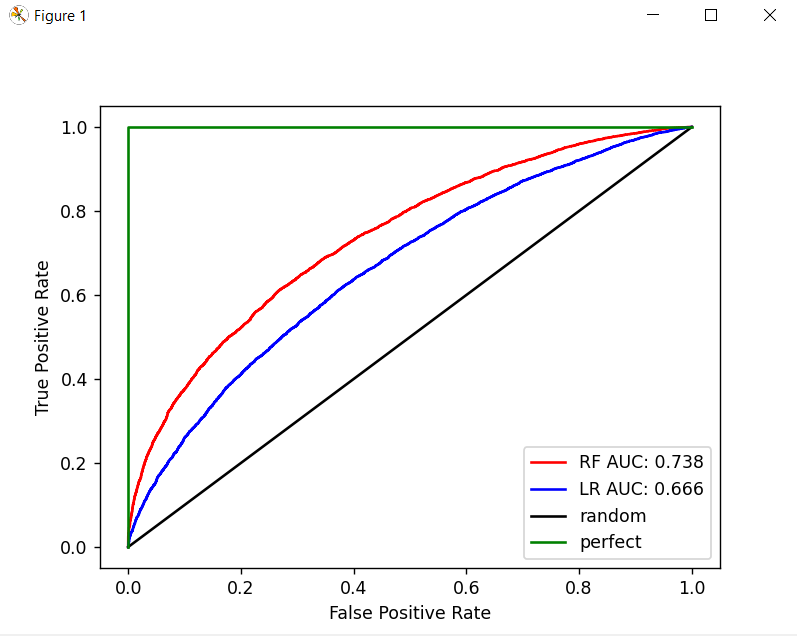 Figure 1
1.0
0.8
0.6
0.4
0.2
0.0
True Positive Rate
RF AUC: 0.738
LR AUC: 0.666
random
perfect
0.0 0.2 0.4 0.6 0.8 1.0
False Positive Rate